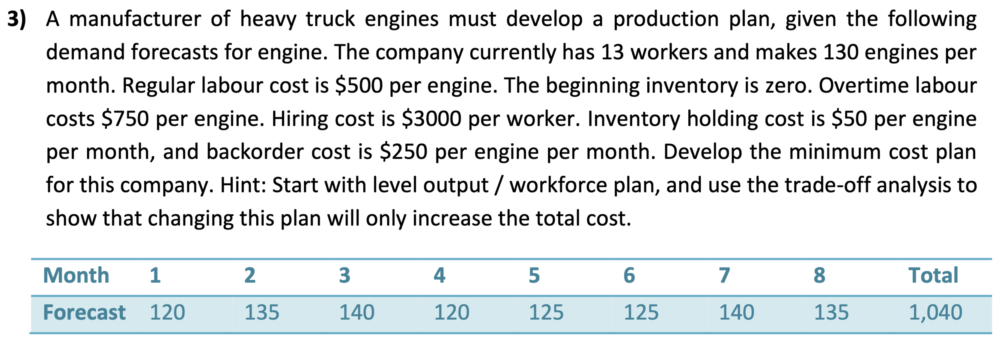 3) A manufacturer of heavy truck engines must develop a production plan, given the following
demand forecasts for engine. The company currently has 13 workers and makes 130 engines per
month. Regular labour cost is $500 per engine. The beginning inventory is zero. Overtime labour
costs $750 per engine. Hiring cost is $3000 per worker. Inventory holding cost is $50 per engine
per month, and backorder cost is $250 per engine per month. Develop the minimum cost plan
for this company. Hint: Start with level output / workforce plan, and use the trade-off analysis to
show that changing this plan will only increase the total cost.
Month 1 2 3 4 5 6 7 8 Total
Forecast 120 135 140 120 125 125 140 135 1,040